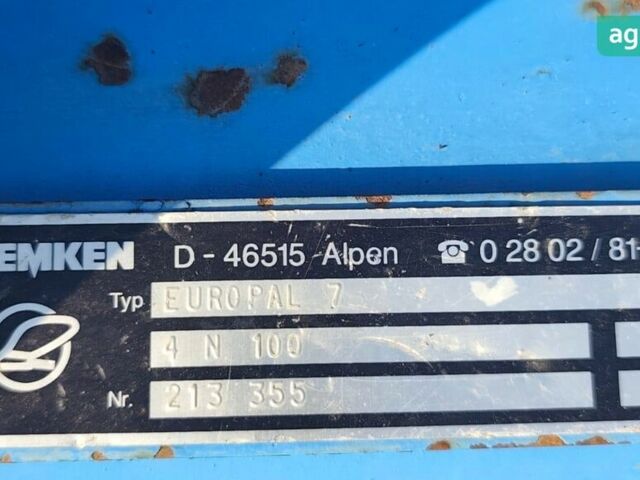 ag
EMKEN D-46515 Alpen ☎ 0 28 02 / 81-
Typ EUROPAL 7
4 N 100
Nr. 213 355